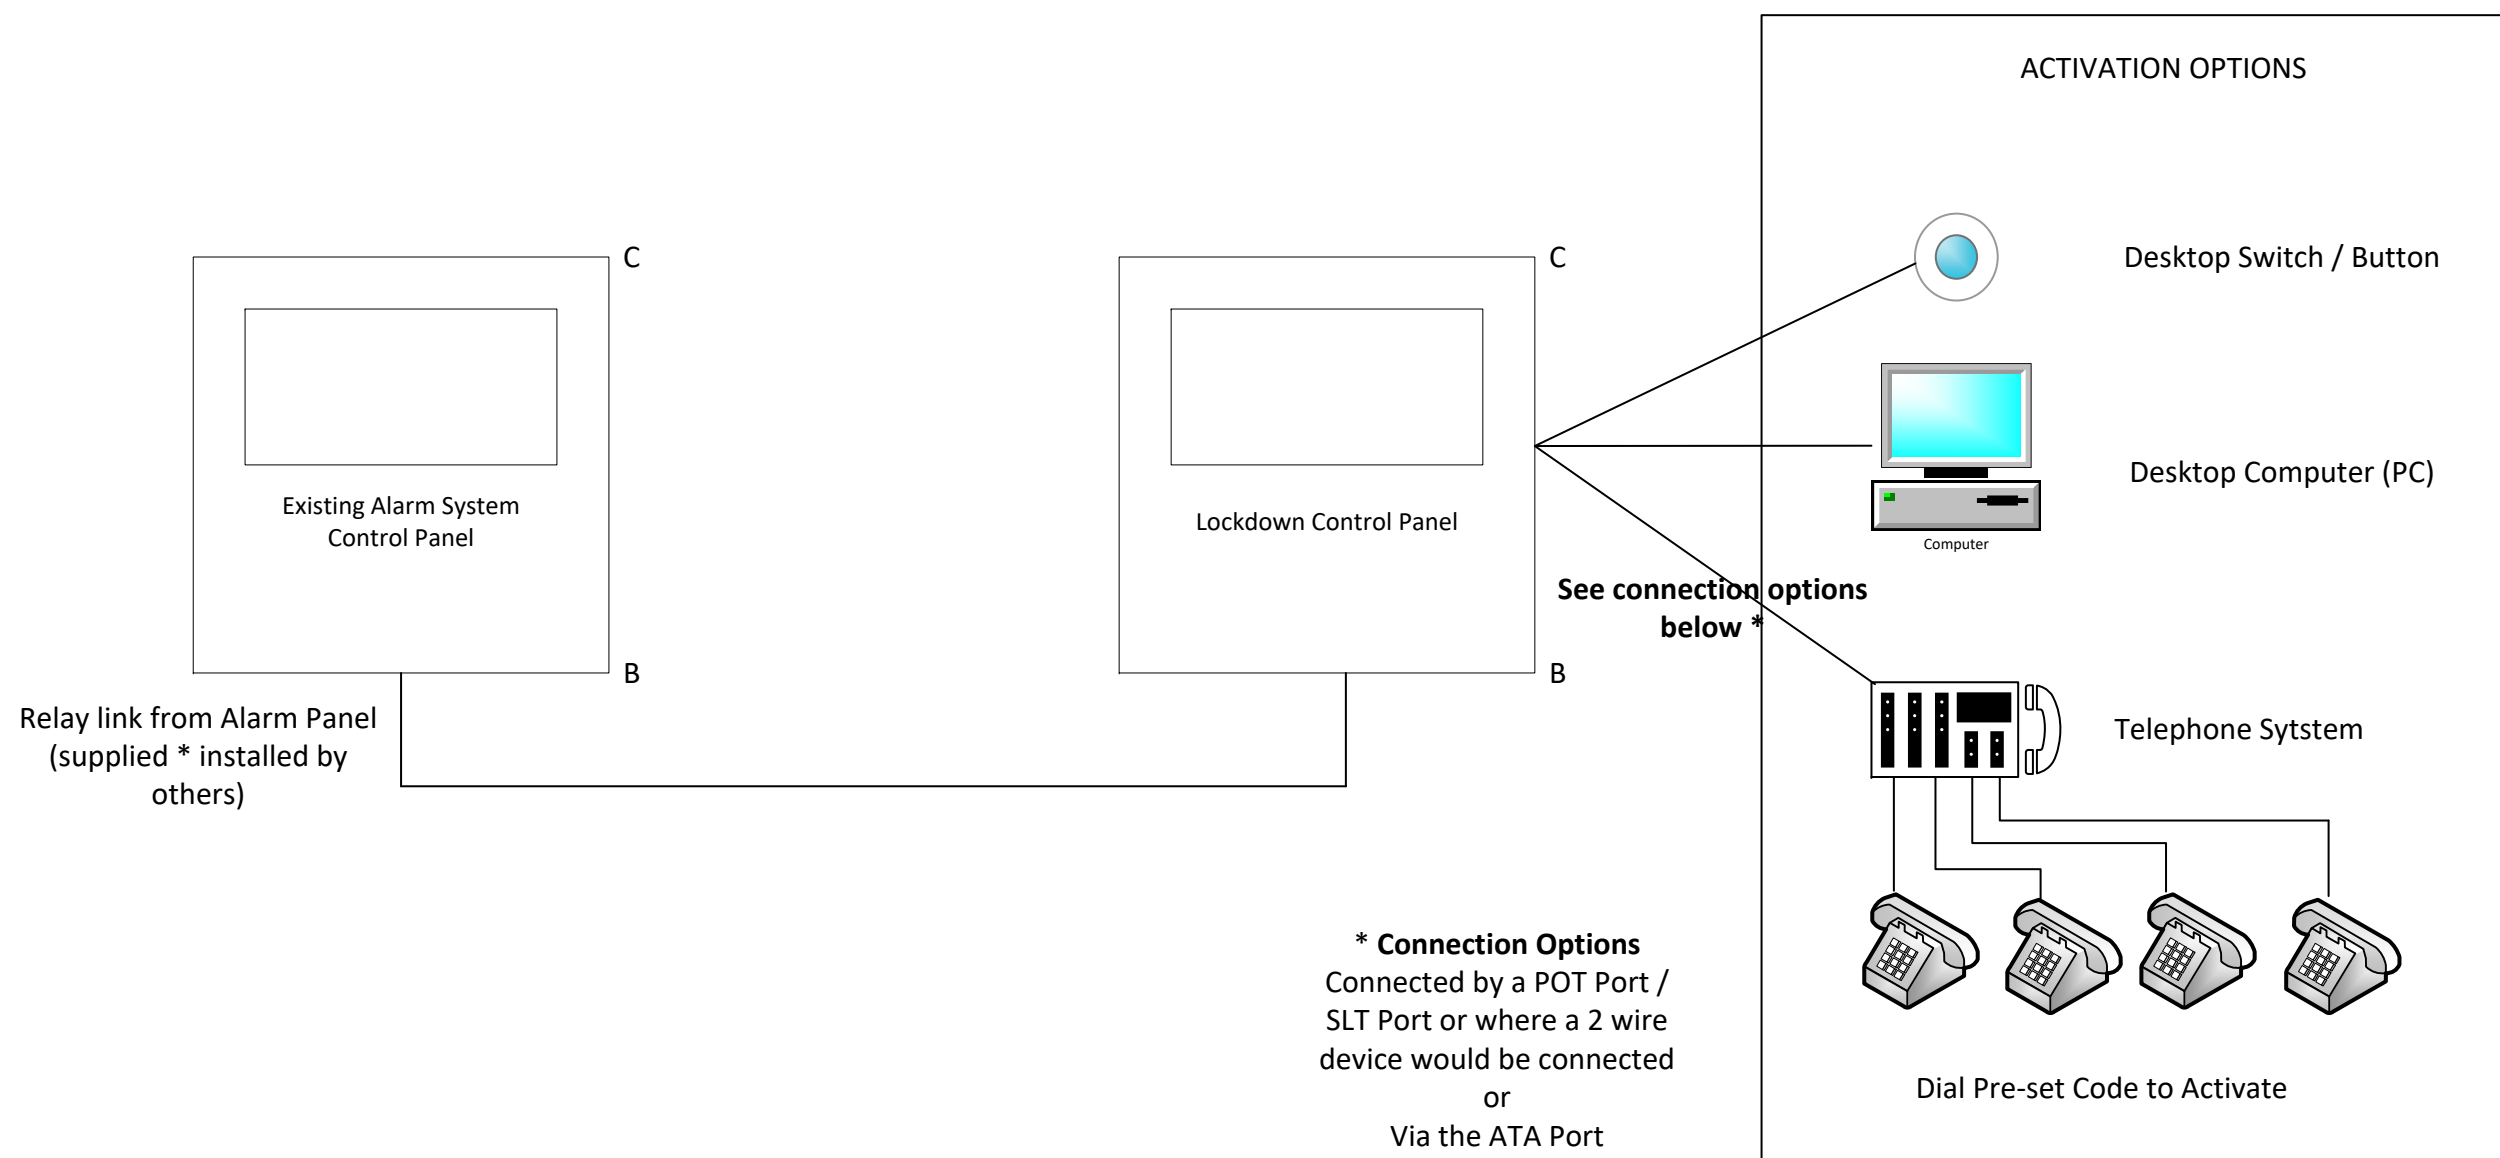 ACTIVATION OPTIONS
C
C
Desktop Switch / Button
Existing Alarm System
Control Panel
Lockdown Control Panel
Desktop Computer (PC)
Computer
See connection options
below *
B
B
Relay link from Alarm Panel
(supplied * installed by
others)
Telephone Sytstem
* Connection Options
Connected by a POT Port /
SLT Port or where a 2 wire
device would be connected
or
Via the ATA Port
Dial Pre-set Code to Activate